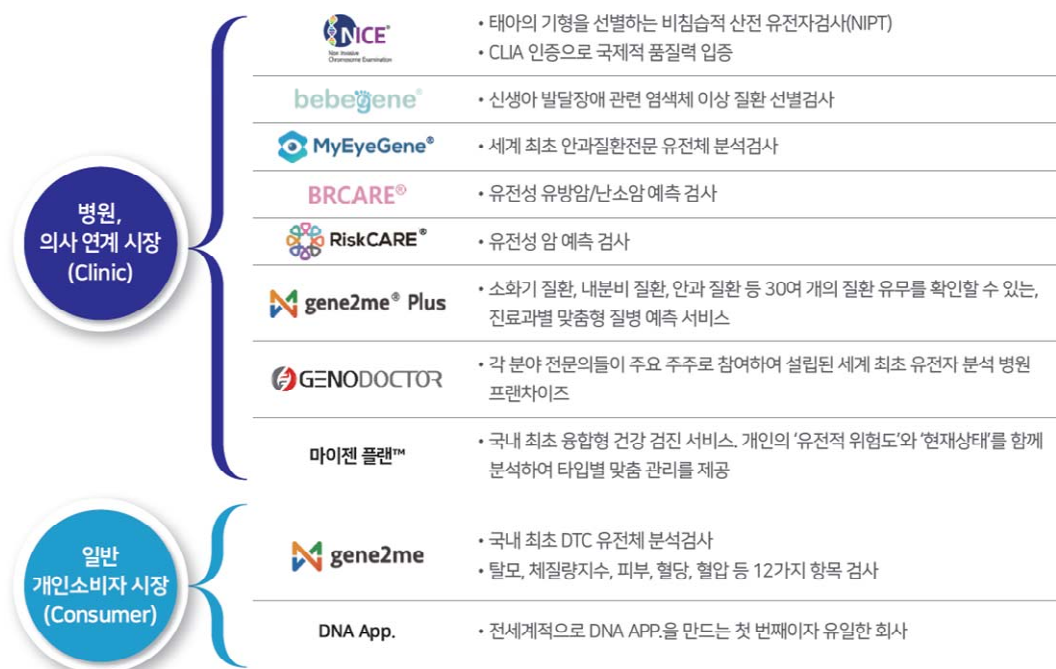 NICE®
Non Invasive
Chromosome Examination
• 태아의 기형을 선별하는 비침습적 산전 유전자검사(NIPT)
• CLIA 인증으로 국제적 품질력 입증
bebegene®
• 신생아 발달장애 관련 염색체 이상 질환 선별검사
MyEyeGene®
• 세계 최초 안과질환전문 유전체 분석검사
병원,
의사 연계 시장
(Clinic)
BRCARE®
• 유전성 유방암/난소암 예측 검사
RiskCARE®
• 유전성 암 예측 검사
gene2me® Plus
• 소화기 질환, 내분비 질환, 안과 질환 등 30여 개의 질환 유무를 확인할 수 있는,
진료과별 맞춤형 질병 예측 서비스
GENODOCTOR
• 각 분야 전문의들이 주요 주주로 참여하여 설립된 세계 최초 유전자 분석 병원
프랜차이즈
마이젠 플랜™
• 국내 최초 융합형 건강 검진 서비스. 개인의 ‘유전적 위험도’와 ‘현재상태’를 함께
분석하여 타입별 맞춤 관리를 제공
일반
개인소비자 시장
(Consumer)
gene2me
• 국내 최초 DTC 유전체 분석검사
• 탈모, 체질량지수, 피부, 혈당, 혈압 등 12가지 항목 검사
DNA App.
• 전세계적으로 DNA APP.을 만드는 첫 번째이자 유일한 회사